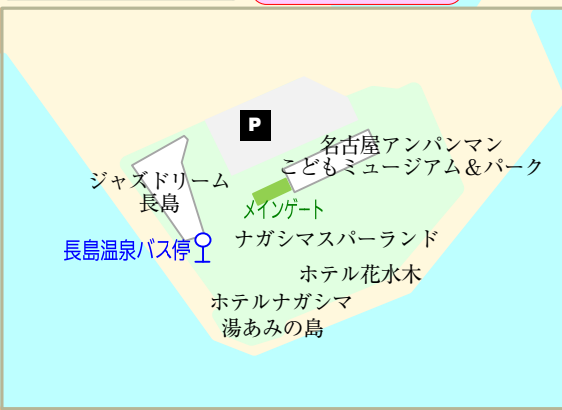 P
名古屋アンパンマン
こどもミュージアム＆パーク
ジャズドリーム
長島
メインゲート
長島温泉バス停
ナガシマスパーランド
ホテル花水木
ホテルナガシマ
湯あみの島